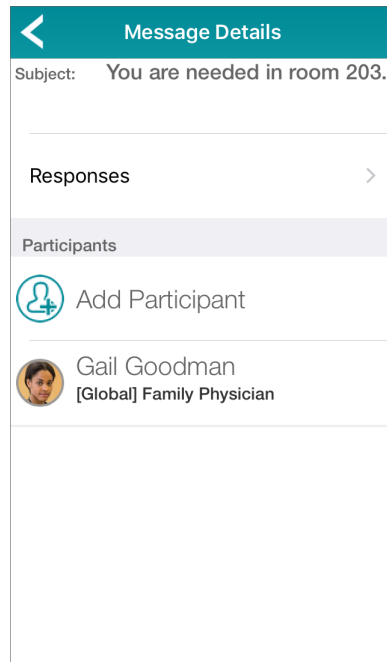 Message Details
Subject: You are needed in room 203.
Responses
Participants
Add Participant
Gail Goodman
[Global] Family Physician